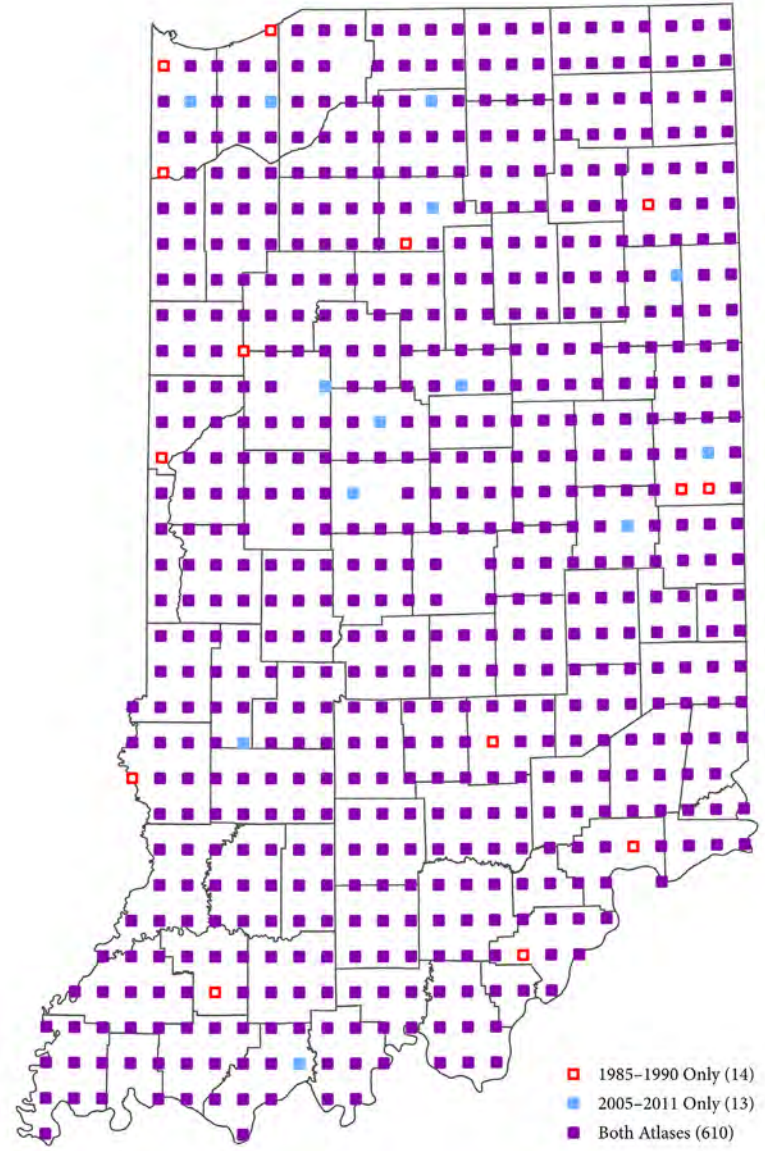 1985–1990 Only (14)
2005–2011 Only (13)
Both Atlases (610)